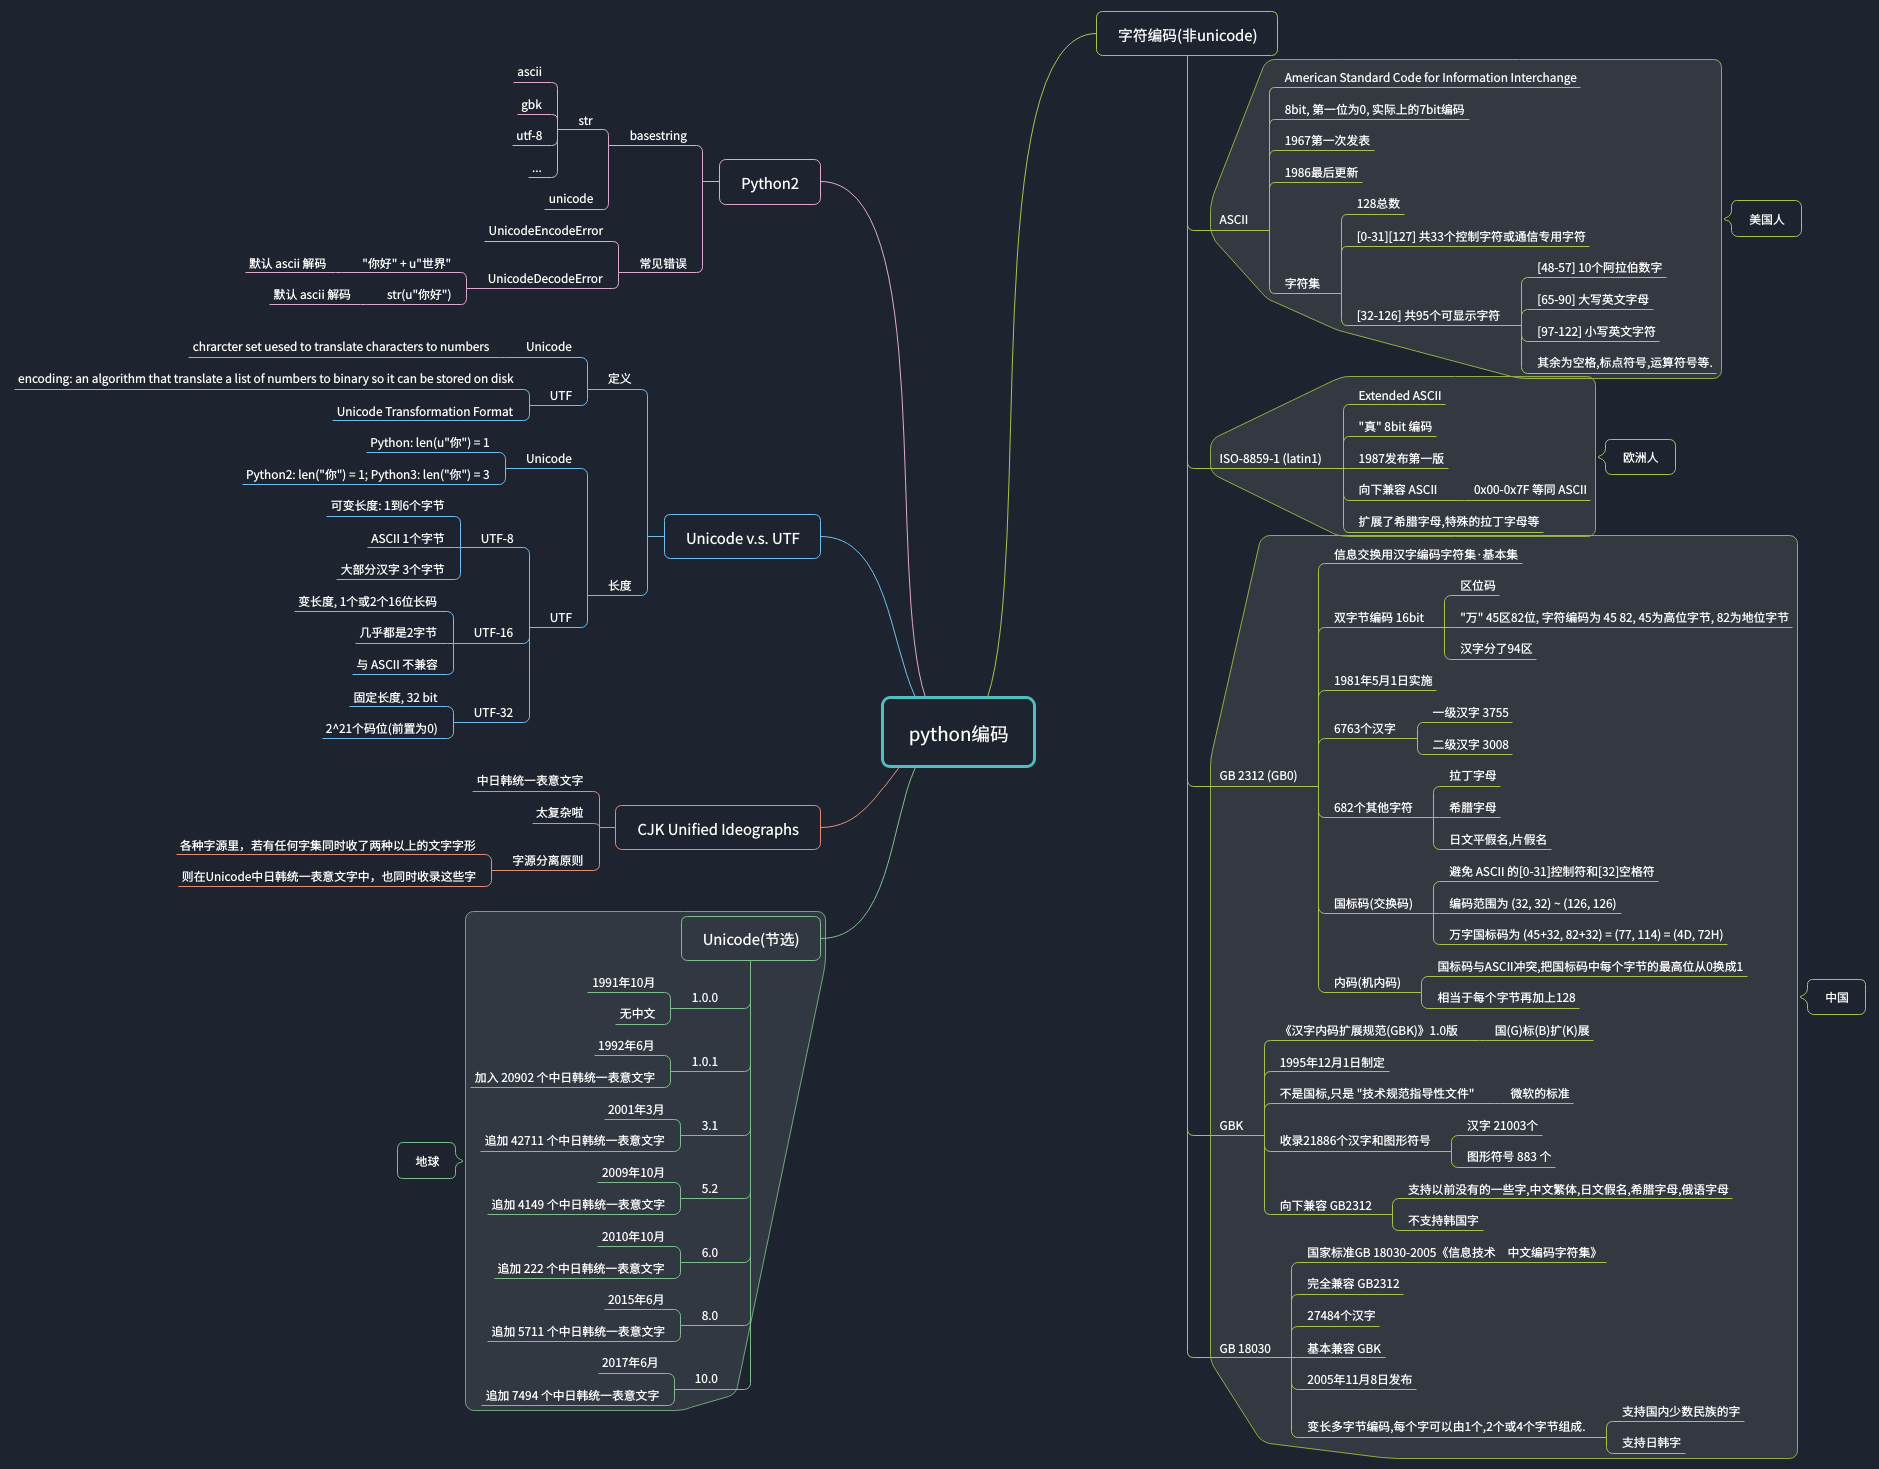 python编码
字符编码(非unicode)
ASCII
American Standard Code for Information Interchange
8bit, 第一位为0, 实际上的7bit编码
1967第一次发表
1986最后更新
字符集
128总数
[0-31][127] 共33个控制字符或通信专用字符
[32-126] 共95个可显示字符
[48-57] 10个阿拉伯数字
[65-90] 大写英文字母
[97-122] 小写英文字符
其余为空格,标点符号,运算符号等.
美国人
ISO-8859-1 (latin1)
Extended ASCII
"真" 8bit 编码
1987发布第一版
向下兼容 ASCII
0x00-0x7F 等同 ASCII
扩展了希腊字母,特殊的拉丁字母等
欧洲人
GB 2312 (GB0)
信息交换用汉字编码字符集·基本集
双字节编码 16bit
区位码
"万" 45区82位, 字符编码为 45 82, 45为高位字节, 82为地位字节
汉字分了94区
1981年5月1日实施
6763个汉字
一级汉字 3755
二级汉字 3008
682个其他字符
拉丁字母
希腊字母
日文平假名,片假名
国标码(交换码)
避免 ASCII 的[0-31]控制符和[32]空格符
编码范围为 (32, 32) ~ (126, 126)
万字国标码为 (45+32, 82+32) = (77, 114) = (4D, 72H)
内码(机内码)
国标码与ASCII冲突,把国标码中每个字节的最高位从0换成1
相当于每个字节再加上128
中国
GBK
《汉字内码扩展规范(GBK)》1.0版
国(G)标(B)扩(K)展
1995年12月1日制定
不是国标,只是 "技术规范指导性文件"
微软的标准
收录21886个汉字和图形符号
汉字 21003个
图形符号 883 个
向下兼容 GB2312
支持以前没有的一些字,中文繁体,日文假名,希腊字母,俄语字母
不支持韩国字
GB 18030
国家标准GB 18030-2005《信息技术　中文编码字符集》
完全兼容 GB2312
27484个汉字
基本兼容 GBK
2005年11月8日发布
变长多字节编码,每个字可以由1个,2个或4个字节组成.
支持国内少数民族的字
支持日韩字
Python2
basestring
str
ascii
gbk
utf-8
...
unicode
常见错误
UnicodeEncodeError
UnicodeDecodeError
"你好" + u"世界"
默认 ascii 解码
str(u"你好")
默认 ascii 解码
Unicode v.s. UTF
定义
Unicode
chrarcter set uesed to translate characters to numbers
UTF
encoding: an algorithm that translate a list of numbers to binary so it can be stored on disk
Unicode Transformation Format
长度
Unicode
Python: len(u"你") = 1
Python2: len("你") = 1; Python3: len("你") = 3
UTF
UTF-8
可变长度: 1到6个字节
ASCII 1个字节
大部分汉字 3个字节
UTF-16
变长度, 1个或2个16位长码
几乎都是2字节
与 ASCII 不兼容
UTF-32
固定长度, 32 bit
2^21个码位(前置为0)
CJK Unified Ideographs
中日韩统一表意文字
太复杂啦
字源分离原则
各种字源里，若有任何字集同时收了两种以上的文字字形
则在Unicode中日韩统一表意文字中，也同时收录这些字
Unicode(节选)
1.0.0
1991年10月
无中文
1.0.1
1992年6月
加入 20902 个中日韩统一表意文字
3.1
2001年3月
追加 42711 个中日韩统一表意文字
5.2
2009年10月
追加 4149 个中日韩统一表意文字
6.0
2010年10月
追加 222 个中日韩统一表意文字
8.0
2015年6月
追加 5711 个中日韩统一表意文字
10.0
2017年6月
追加 7494 个中日韩统一表意文字
地球